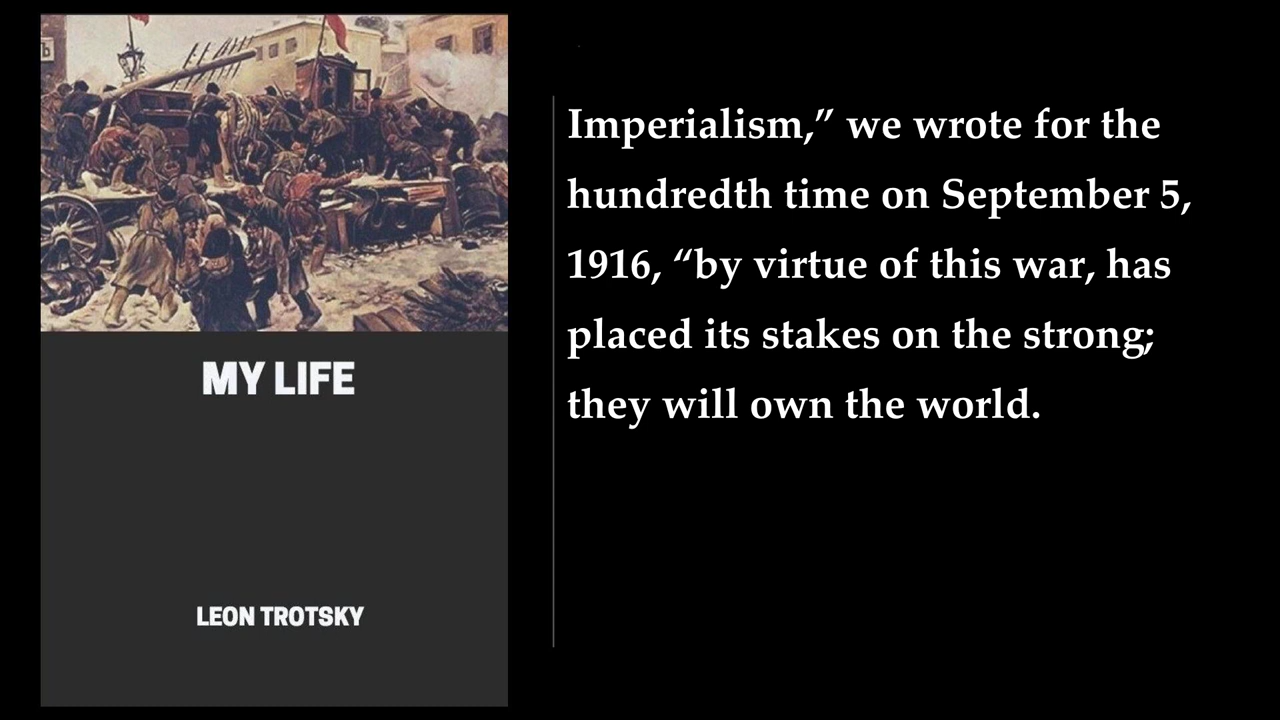 MY LIFE
LEON TROTSKY
Imperialism,” we wrote for the
hundredth time on September 5,
1916, “by virtue of this war, has
placed its stakes on the strong;
they will own the world.